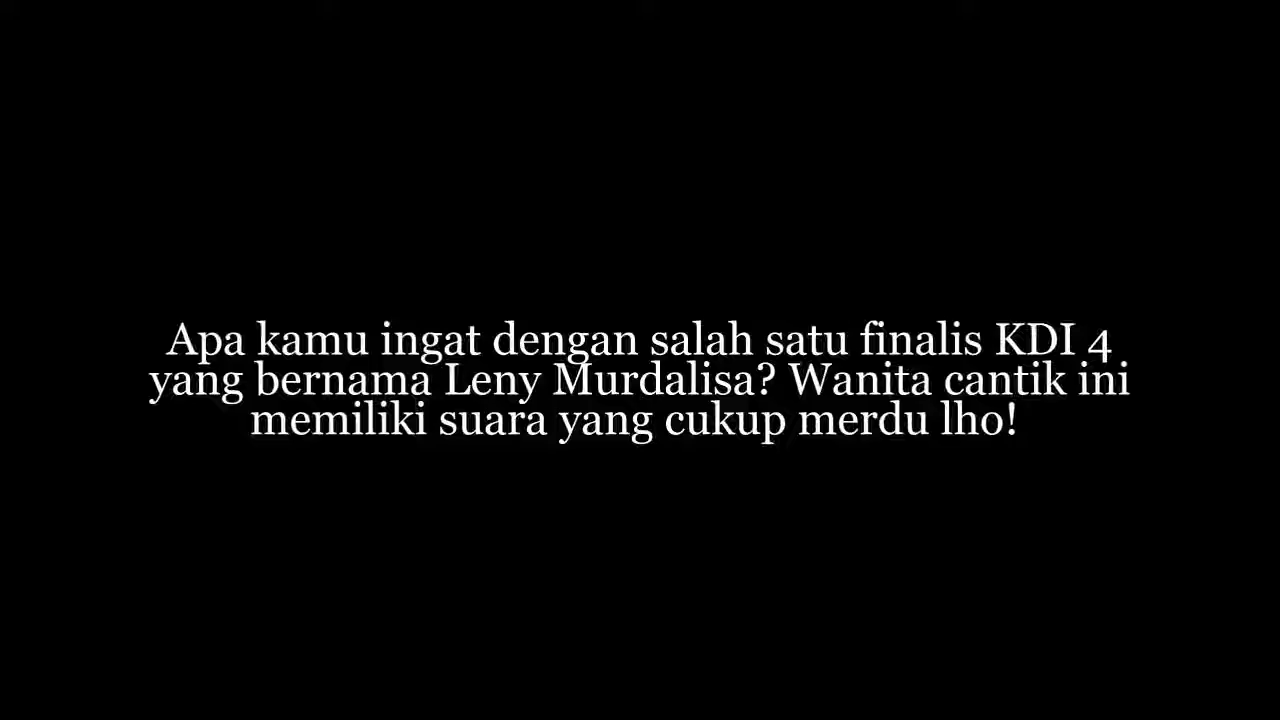 Apa kamu ingat dengan salah satu finalis KDI 4
yang bernama Leny Murdalisa? Wanita cantik ini
memiliki suara yang cukup merdu lho!